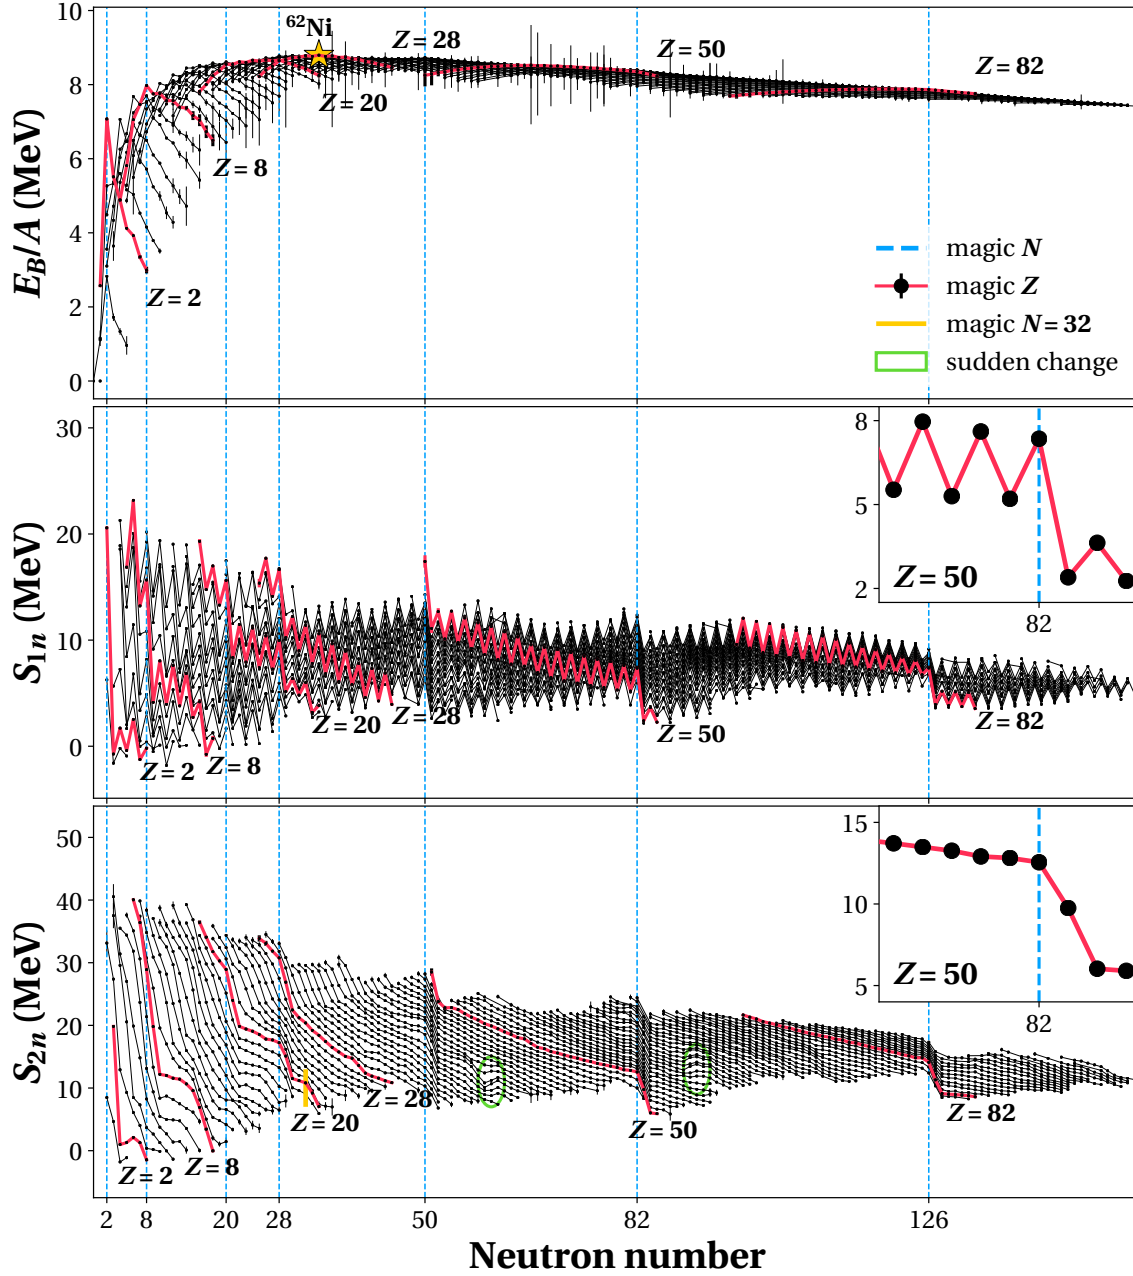 10
8
6
4
2
0
E_B/A (MeV)
⁶²Ni
Z = 28
Z = 50
Z = 82
Z = 20
Z = 8
Z = 2
magic N
magic Z
magic N = 32
sudden change
30
20
10
0
S₁ₙ (MeV)
Z = 2
Z = 8
Z = 20
Z = 28
Z = 50
Z = 82
8
5
2
Z = 50
82
50
40
30
20
10
0
S₂ₙ (MeV)
Z = 2
Z = 8
Z = 20
Z = 28
Z = 50
Z = 82
15
10
5
Z = 50
82
2 8 20 28 50 82 126
Neutron number